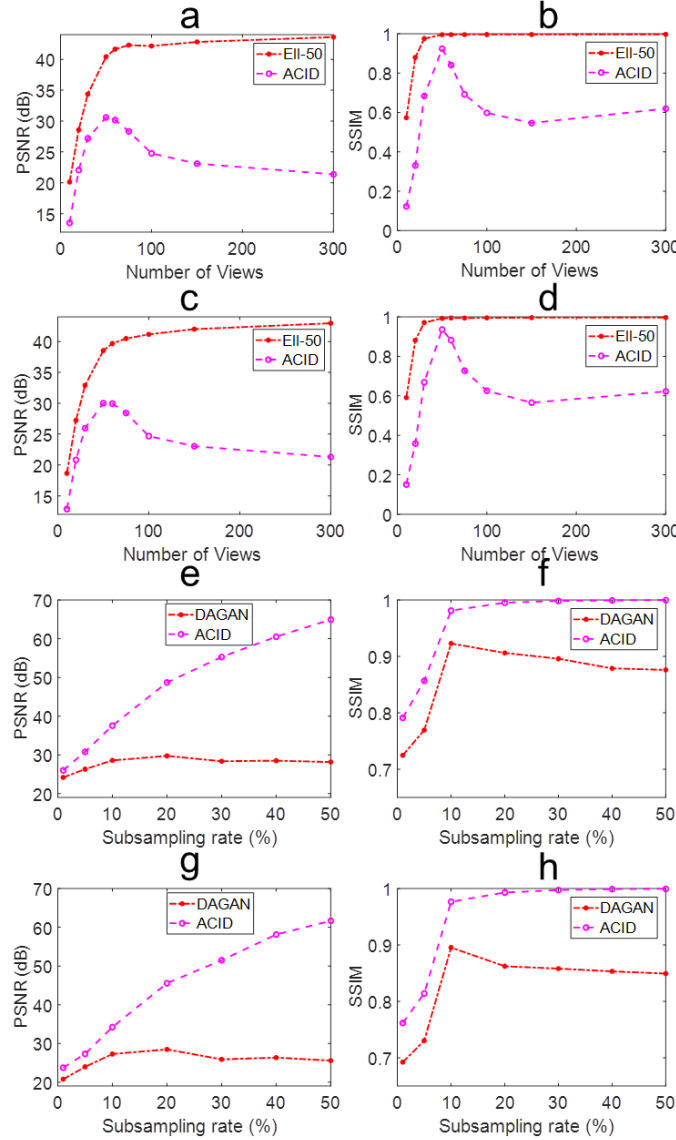 a
b
PSNR (dB)
40
35
30
25
20
15
Ell-50
ACID
0
100
200
300
Number of Views
SSIM
1
0.8
0.6
0.4
0.2
0
Ell-50
ACID
0
100
200
300
Number of Views
c
d
PSNR (dB)
40
35
30
25
20
15
Ell-50
ACID
0
100
200
300
Number of Views
SSIM
1
0.8
0.6
0.4
0.2
0
Ell-50
ACID
0
100
200
300
Number of Views
e
f
PSNR (dB)
70
60
50
40
30
20
DAGAN
ACID
0
10
20
30
40
50
Subsampling rate (%)
SSIM
1
0.9
0.8
0.7
DAGAN
ACID
0
10
20
30
40
50
Subsampling rate (%)
g
h
PSNR (dB)
70
60
50
40
30
20
DAGAN
ACID
0
10
20
30
40
50
Subsampling rate (%)
SSIM
1
0.9
0.8
0.7
DAGAN
ACID
0
10
20
30
40
50
Subsampling rate (%)